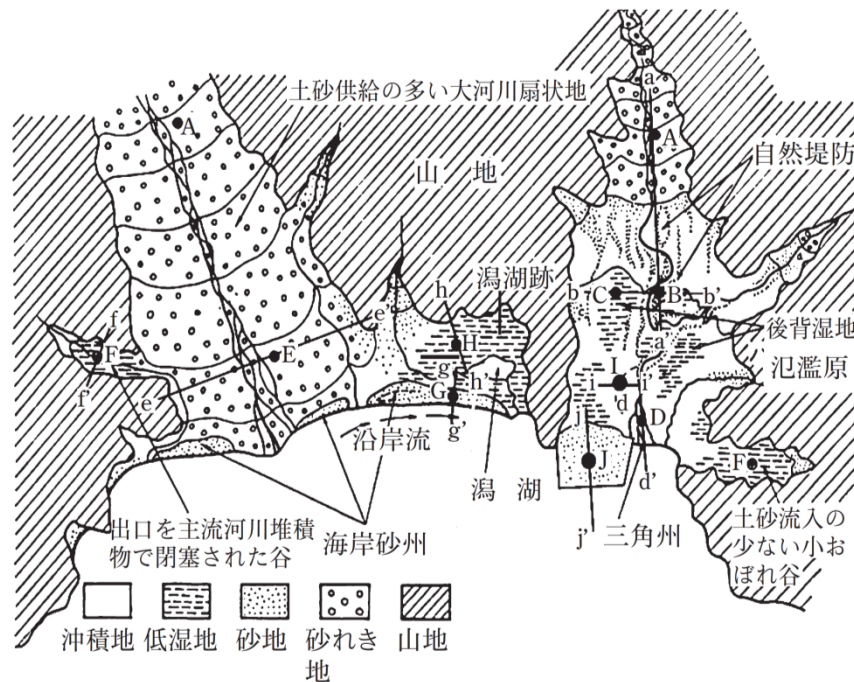 a
土砂供給の多い大河川扇状地
A
A
自然堤防
山 地
h
潟湖跡
b
C
B
b'
e'
f
F
f'
H
a'
後背湿地
氾濫原
E
g
h'
I
i
i'
e
G
d
D
j
沿岸流
g'
J
F
潟 湖
d'
j'
三角州
出口を主流河川堆積
物で閉塞された谷
海岸砂州
土砂流入の
少ない小お
ぼれ谷
沖積地
低湿地
砂地
砂れき
地
山地